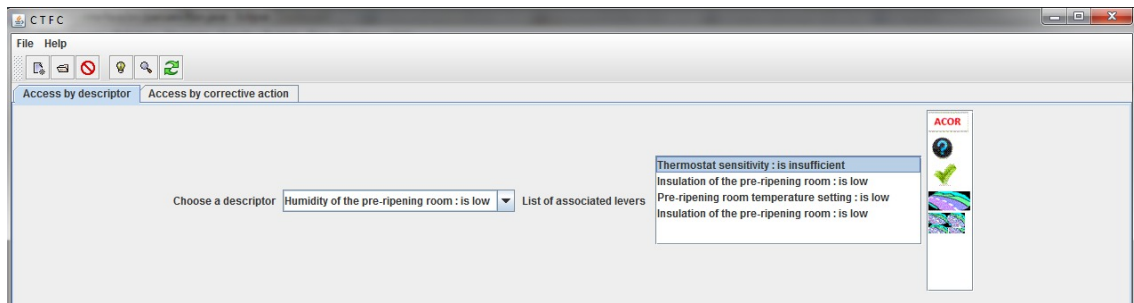 C T F C
File Help
Access by descriptor Access by corrective action
ACOR
Thermostat sensitivity : is insufficient
Insulation of the pre-ripening room : is low
Choose a descriptor Humidity of the pre-ripening room : is low List of associated levers Pre-ripening room temperature setting : is low
Insulation of the pre-ripening room : is low